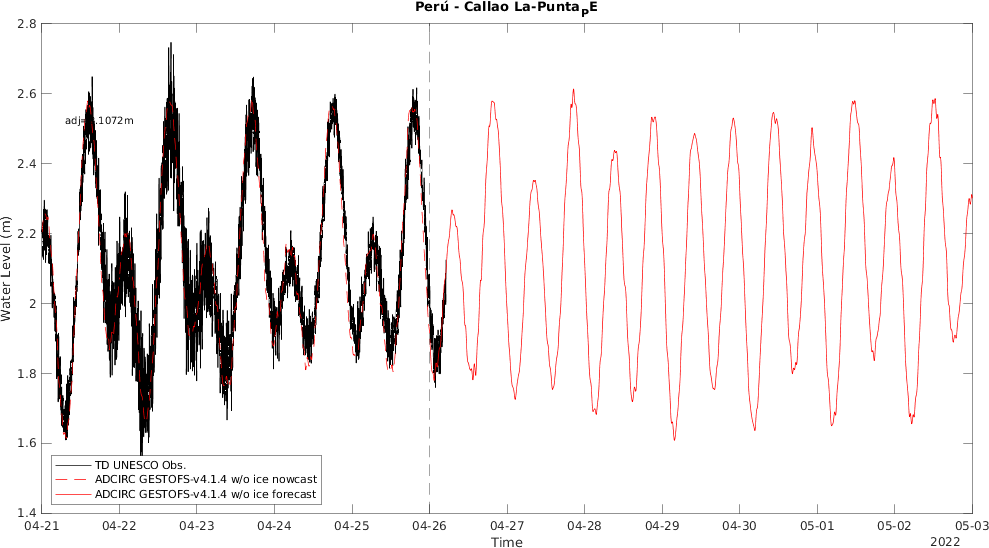 Perú - Callao La-Punta_PE
2.8
2.6
2.4
2.2
2
1.8
1.6
1.4
Water Level (m)
adj= .1072m
TD UNESCO Obs.
ADCIRC GESTOFS-v4.1.4 w/o ice nowcast
ADCIRC GESTOFS-v4.1.4 w/o ice forecast
04-21 04-22 04-23 04-24 04-25 04-26 04-27 04-28 04-29 04-30 05-01 05-02 05-03
Time
2022